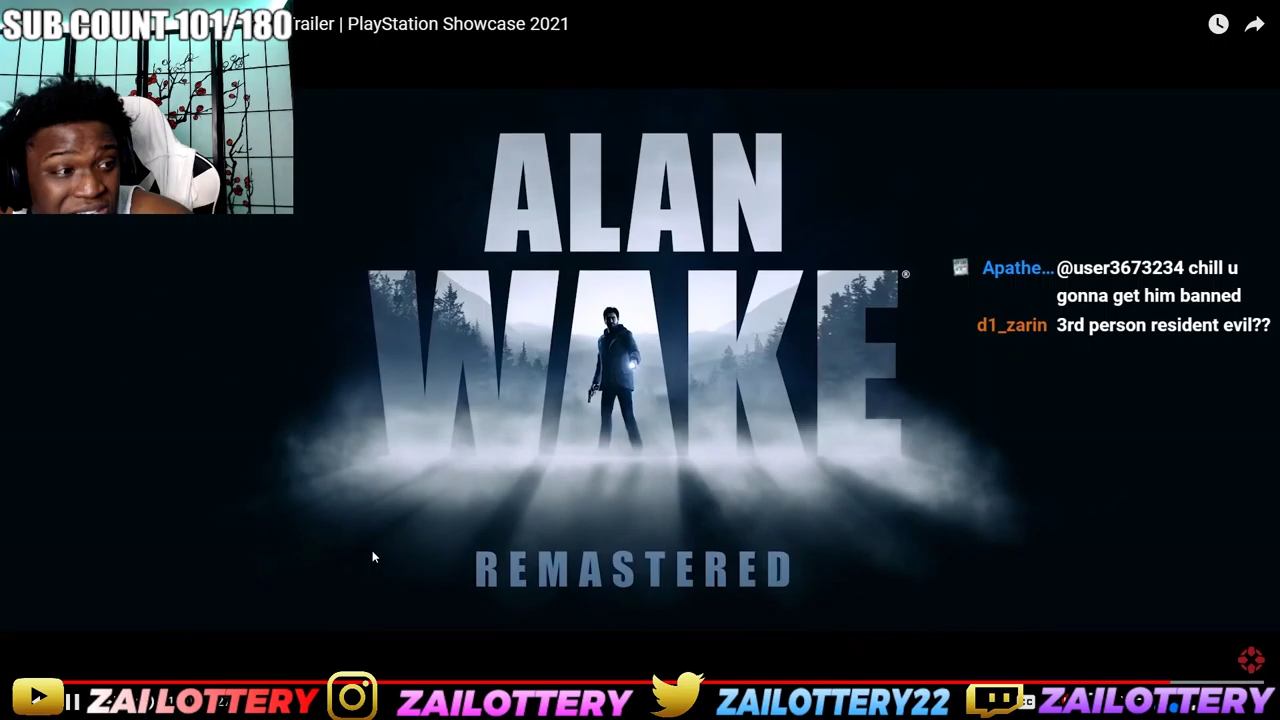 SUB COUNT 101/180
railer | PlayStation Showcase 2021
ALAN
WAKE®
REMASTERED
Apathe... @user3673234 chill u
gonna get him banned
d1_zarin 3rd person resident evil??
ZAILOTTERY
ZAILOTTERY
ZAILOTTERY22
ZAILOTTERY